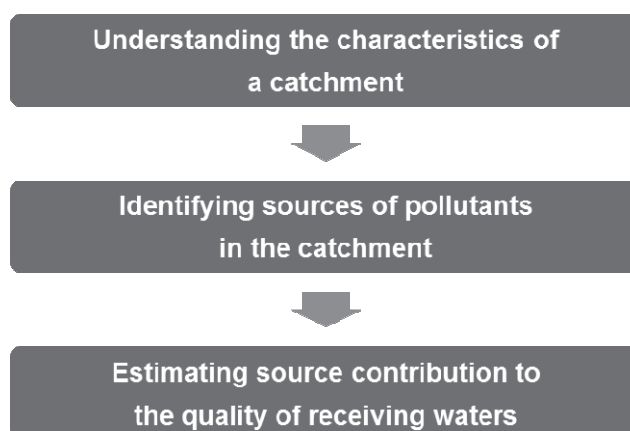 Understanding the characteristics of
a catchment
Identifying sources of pollutants
in the catchment
Estimating source contribution to
the quality of receiving waters